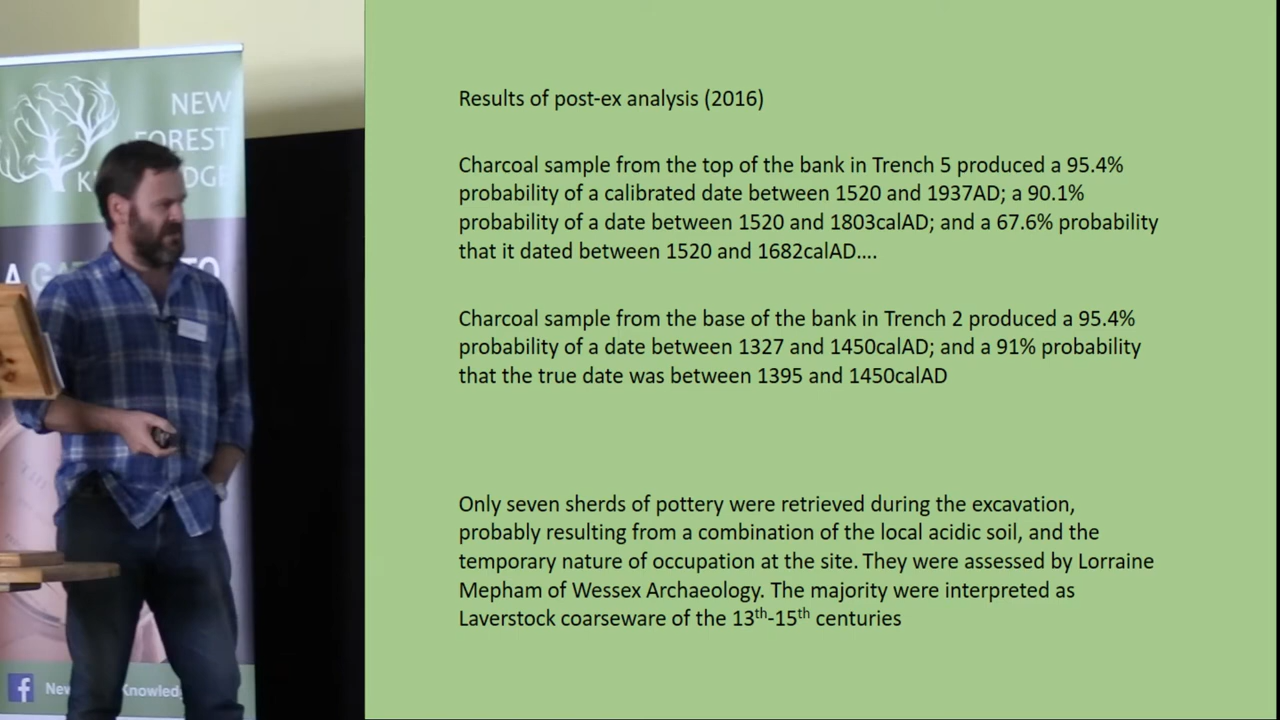 NEW
FOREST
A
TO
New
Knowled
Results of post-ex analysis (2016)
Charcoal sample from the top of the bank in Trench 5 produced a 95.4%
probability of a calibrated date between 1520 and 1937AD; a 90.1%
probability of a date between 1520 and 1803calAD; and a 67.6% probability
that it dated between 1520 and 1682calAD....
Charcoal sample from the base of the bank in Trench 2 produced a 95.4%
probability of a date between 1327 and 1450calAD; and a 91% probability
that the true date was between 1395 and 1450calAD
Only seven sherds of pottery were retrieved during the excavation,
probably resulting from a combination of the local acidic soil, and the
temporary nature of occupation at the site. They were assessed by Lorraine
Mepham of Wessex Archaeology. The majority were interpreted as
Laverstock coarseware of the 13th-15th centuries